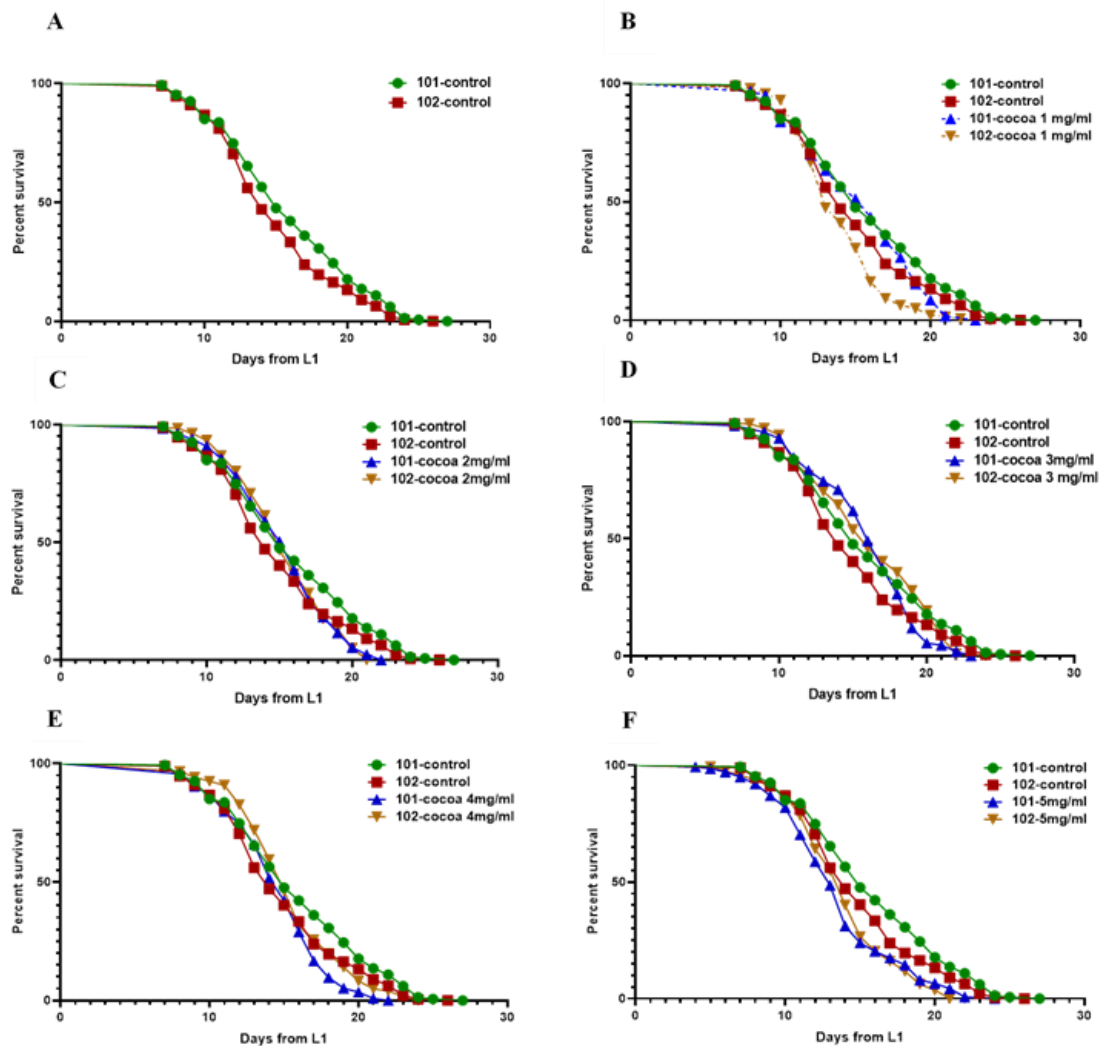 A
Percent survival
100
50
0
0
10
20
30
Days from L1
101-control
102-control
B
Percent survival
100
50
0
0
10
20
30
Days from L1
101-control
102-control
101-cocoa 1 mg/ml
102-cocoa 1 mg/ml
C
Percent survival
100
50
0
0
10
20
30
Days from L1
101-control
102-control
101-cocoa 2mg/ml
102-cocoa 2mg/ml
D
Percent survival
100
50
0
0
10
20
30
Days from L1
101-control
102-control
101-cocoa 3mg/ml
102-cocoa 3 mg/ml
E
Percent survival
100
50
0
0
10
20
30
Days from L1
101-control
102-control
101-cocoa 4mg/ml
102-cocoa 4mg/ml
F
Percent survival
100
50
0
0
10
20
30
Days from L1
101-control
102-control
101-5mg/ml
102-5mg/ml